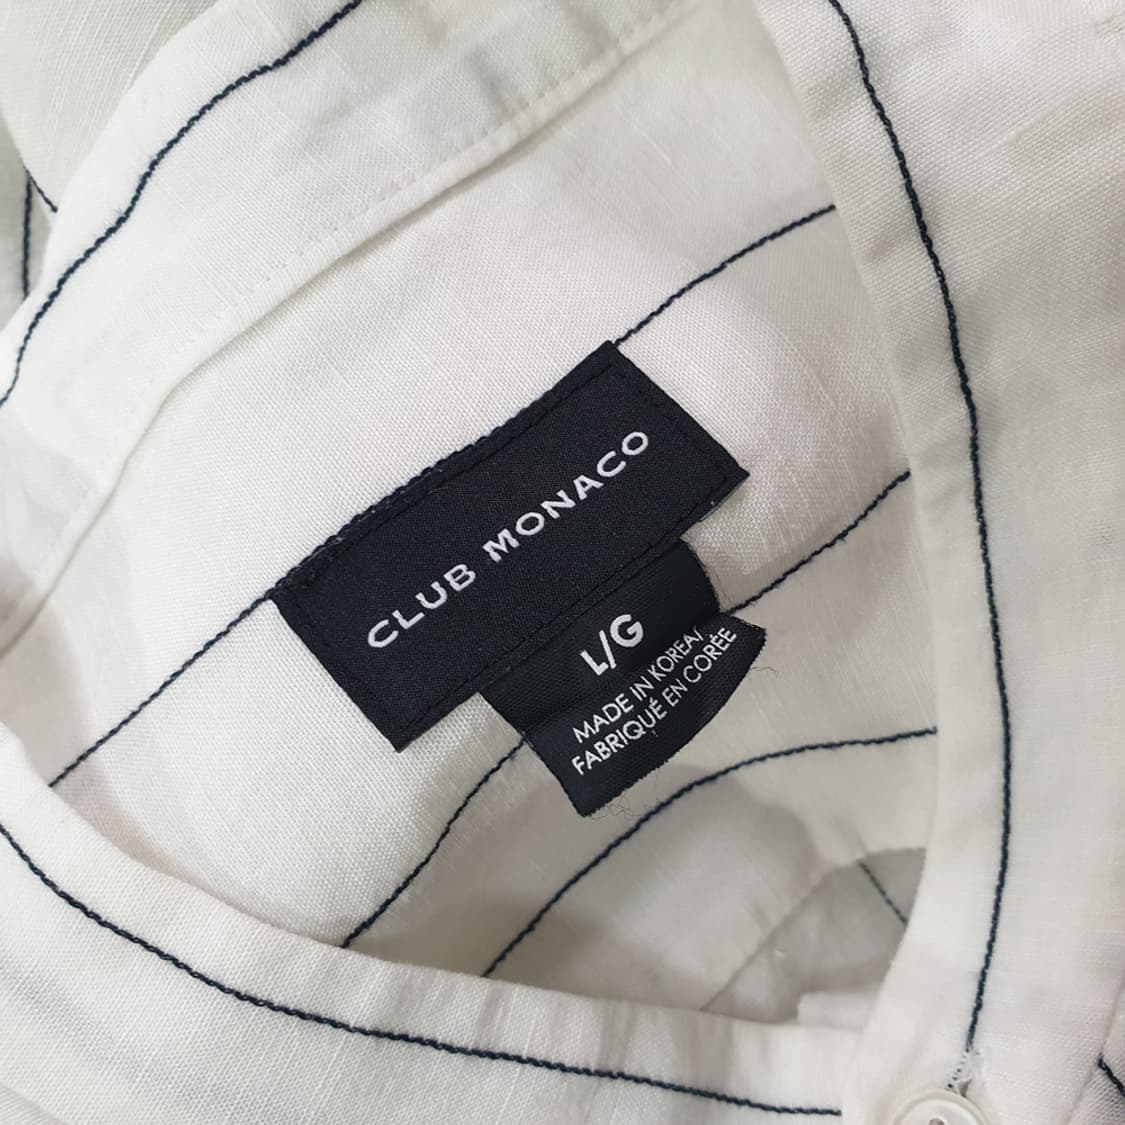 CLUB MONACO
L/G
MADE IN KOREA/
FABRIQUÉ EN CORÉE